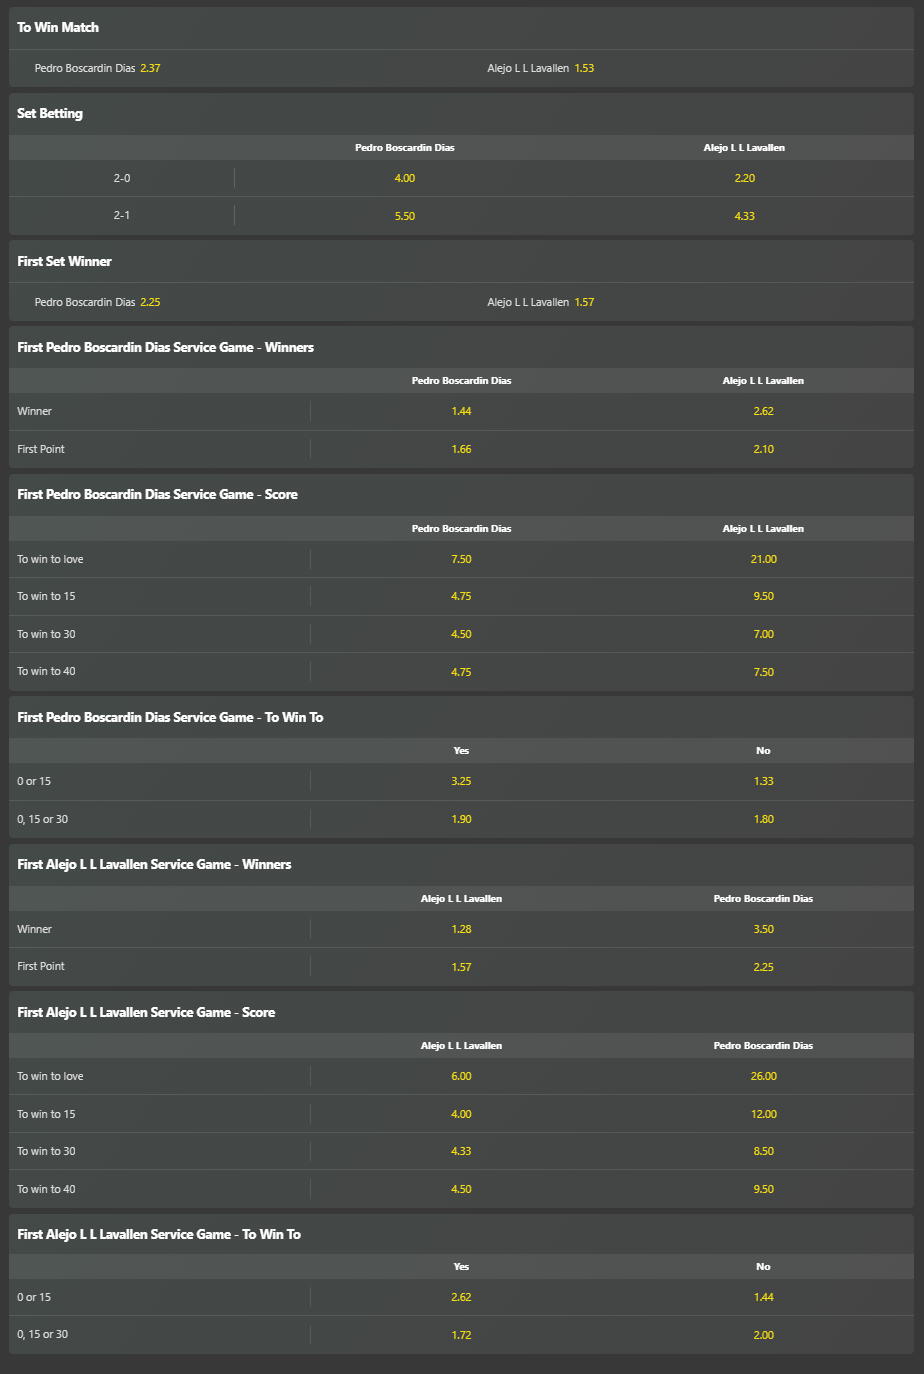 To Win Match
Pedro Boscardin Dias 2.37 Alejo L L Lavallen 1.53
Set Betting
Pedro Boscardin Dias Alejo L L Lavallen
2-0 4.00 2.20
2-1 5.50 4.33
First Set Winner
Pedro Boscardin Dias 2.25 Alejo L L Lavallen 1.57
First Pedro Boscardin Dias Service Game - Winners
Pedro Boscardin Dias Alejo L L Lavallen
Winner 1.44 2.62
First Point 1.66 2.10
First Pedro Boscardin Dias Service Game - Score
Pedro Boscardin Dias Alejo L L Lavallen
To win to love 7.50 21.00
To win to 15 4.75 9.50
To win to 30 4.50 7.00
To win to 40 4.75 7.50
First Pedro Boscardin Dias Service Game - To Win To
Yes No
0 or 15 3.25 1.33
0, 15 or 30 1.90 1.80
First Alejo L L Lavallen Service Game - Winners
Alejo L L Lavallen Pedro Boscardin Dias
Winner 1.28 3.50
First Point 1.57 2.25
First Alejo L L Lavallen Service Game - Score
Alejo L L Lavallen Pedro Boscardin Dias
To win to love 6.00 26.00
To win to 15 4.00 12.00
To win to 30 4.33 8.50
To win to 40 4.50 9.50
First Alejo L L Lavallen Service Game - To Win To
Yes No
0 or 15 2.62 1.44
0, 15 or 30 1.72 2.00